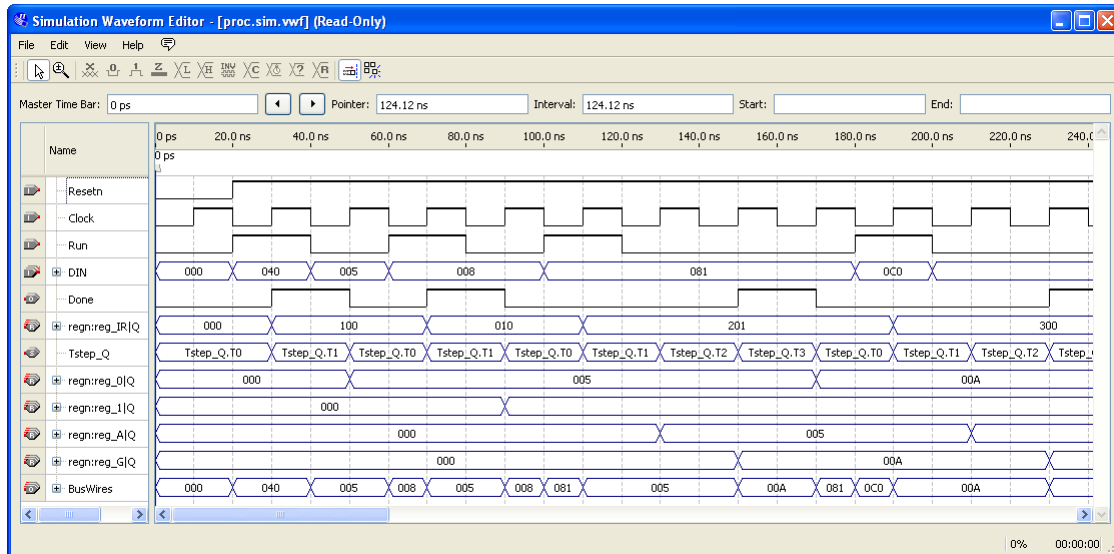 Simulation Waveform Editor - [proc.sim.vwf] (Read-Only)
File Edit View Help
Master Time Bar: 0 ps Pointer: 124.12 ns Interval: 124.12 ns Start: End:
Name 0 ps 20.0 ns 40.0 ns 60.0 ns 80.0 ns 100.0 ns 120.0 ns 140.0 ns 160.0 ns 180.0 ns 200.0 ns 220.0 ns 240.0
0 ps
Resetn
Clock
Run
DIN 000 040 005 008 081 0C0
Done
regn:reg_IR|Q 000 100 010 201 300
Tstep_Q Tstep_Q.T0 Tstep_Q.T1 Tstep_Q.T0 Tstep_Q.T1 Tstep_Q.T0 Tstep_Q.T1 Tstep_Q.T2 Tstep_Q.T3 Tstep_Q.T0 Tstep_Q.T1 Tstep_Q.T2 Tstep_
regn:reg_0|Q 000 005 00A
regn:reg_1|Q 000
regn:reg_A|Q 000 005
regn:reg_G|Q 000 00A
BusWires 000 040 005 008 005 008 081 005 00A 081 0C0 00A
0% 00:00:00